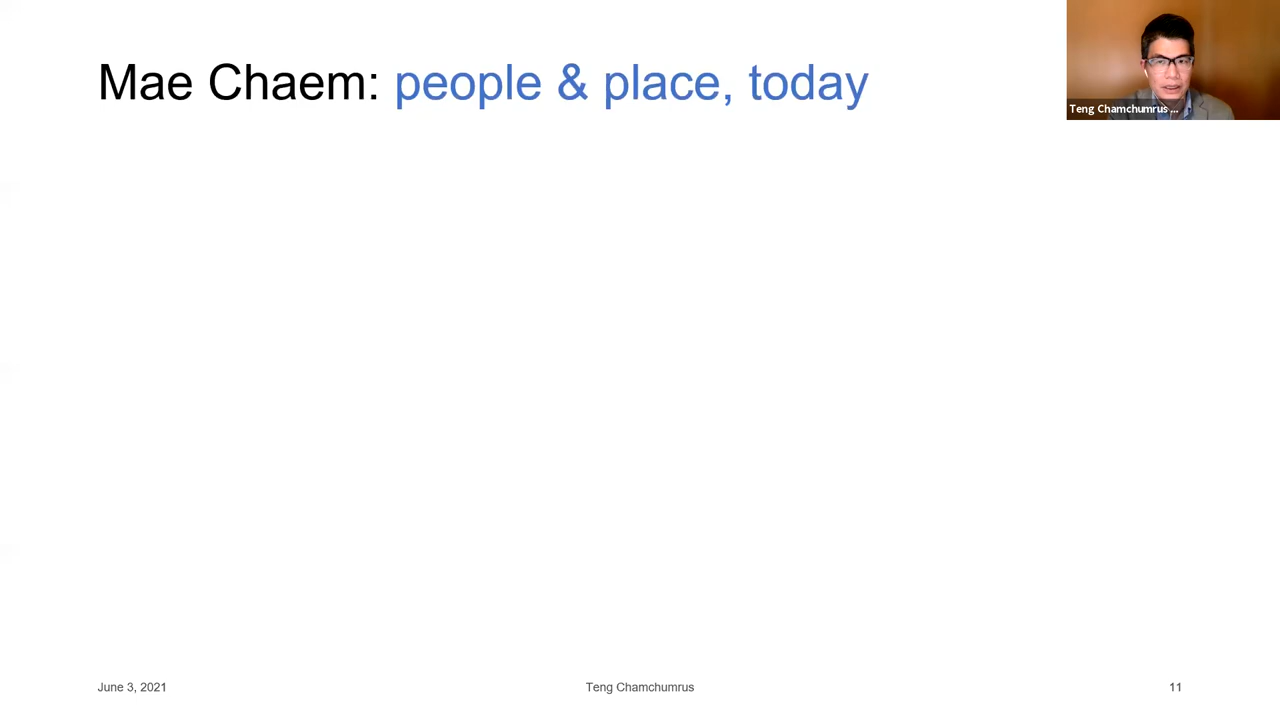 Mae Chaem: people & place, today
Teng Chamchumrus ...
June 3, 2021
Teng Chamchumrus
11